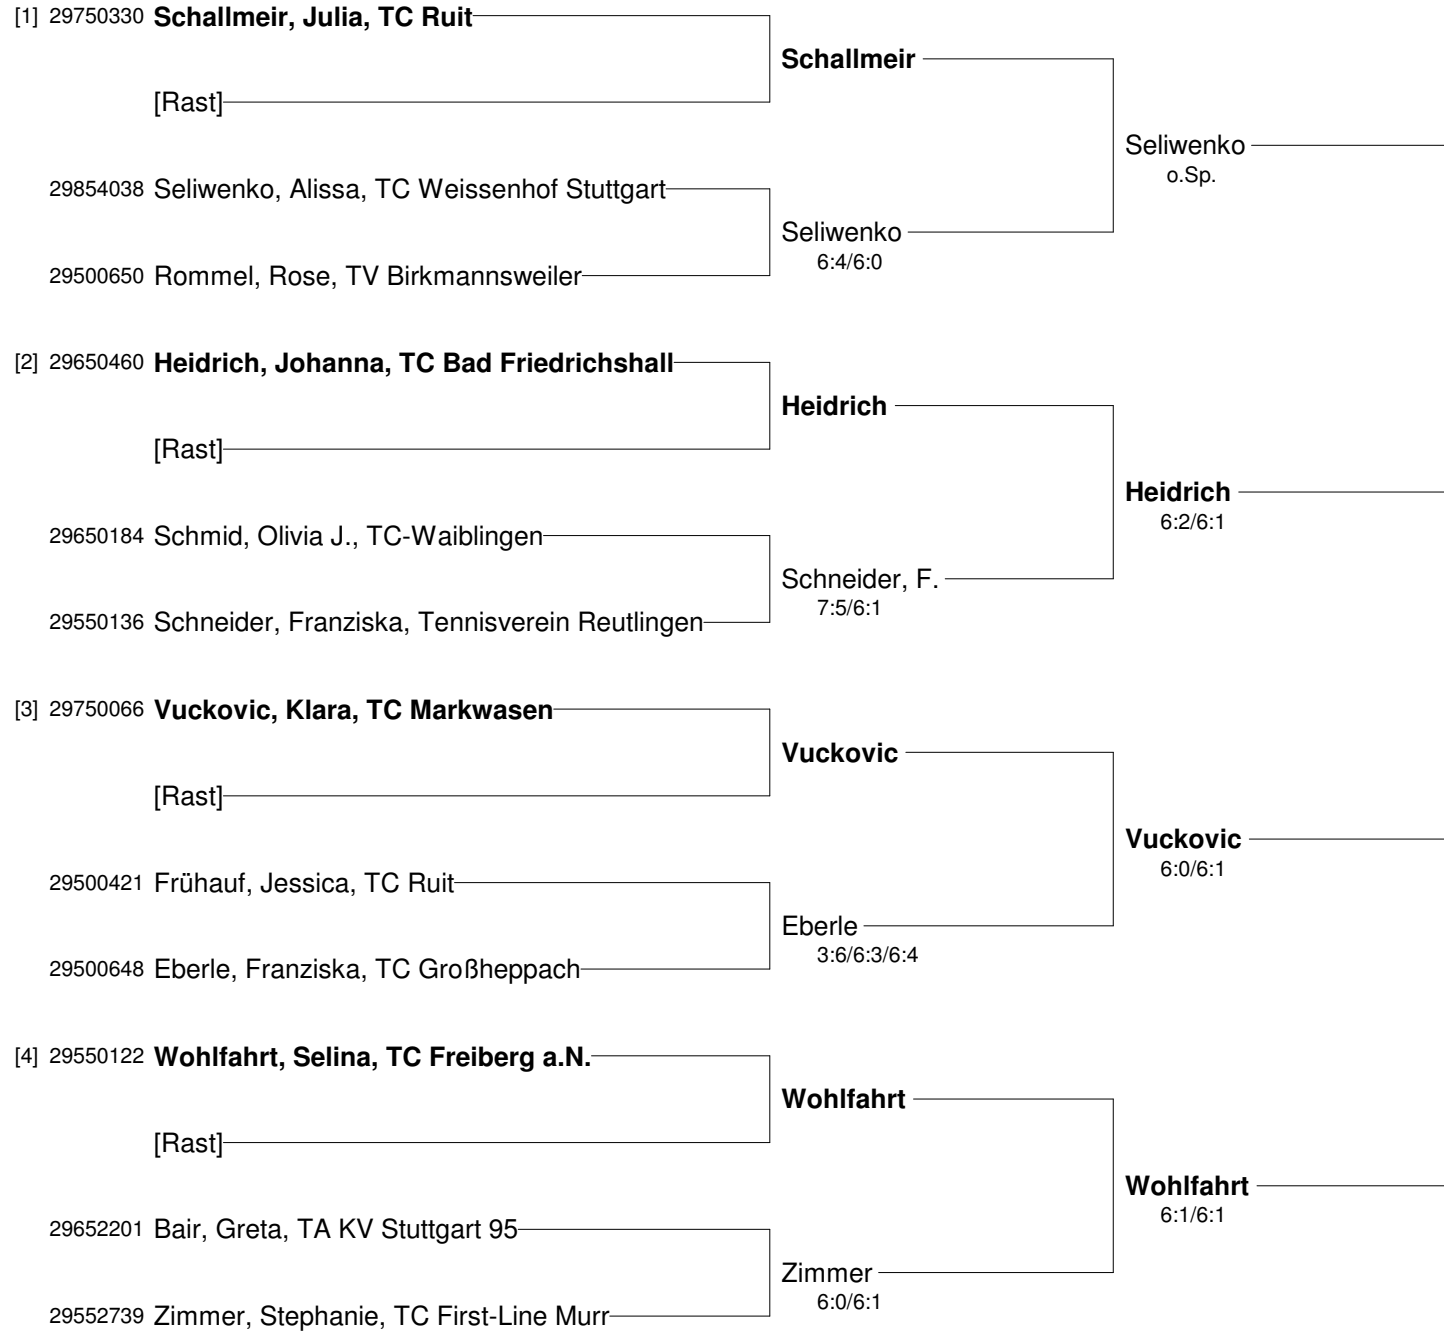 [1] 29750330 Schallmeir, Julia, TC Ruit
Schallmeir
[Rast]
Seliwenko
o.Sp.
29854038 Seliwenko, Alissa, TC Weissenhof Stuttgart
Seliwenko
6:4/6:0
29500650 Rommel, Rose, TV Birkmannsweiler
[2] 29650460 Heidrich, Johanna, TC Bad Friedrichshall
Heidrich
[Rast]
Heidrich
6:2/6:1
29650184 Schmid, Olivia J., TC-Waiblingen
Schneider, F.
7:5/6:1
29550136 Schneider, Franziska, Tennisverein Reutlingen
[3] 29750066 Vuckovic, Klara, TC Markwasen
Vuckovic
[Rast]
Vuckovic
6:0/6:1
29500421 Frühauf, Jessica, TC Ruit
Eberle
3:6/6:3/6:4
29500648 Eberle, Franziska, TC Großheppach
[4] 29550122 Wohlfahrt, Selina, TC Freiberg a.N.
Wohlfahrt
[Rast]
Wohlfahrt
6:1/6:1
29652201 Bair, Greta, TA KV Stuttgart 95
Zimmer
6:0/6:1
29552739 Zimmer, Stephanie, TC First-Line Murr